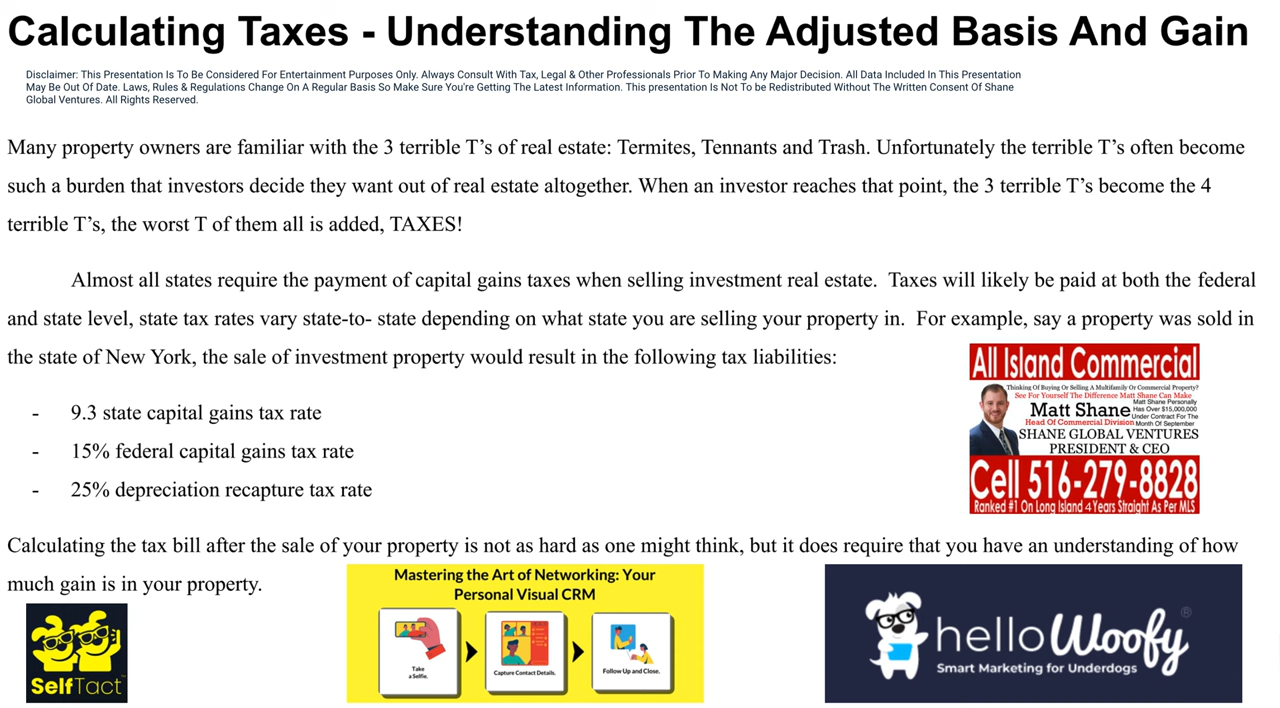 Calculating Taxes - Understanding The Adjusted Basis And Gain
Disclaimer: This Presentation Is To Be Considered For Entertainment Purposes Only. Always Consult With Tax, Legal & Other Professionals Prior To Making Any Major Decision. All Data Included In This Presentation
May Be Out Of Date. Laws, Rules & Regulations Change On A Regular Basis So Make Sure You're Getting The Latest Information. This presentation Is Not To be Redistributed Without The Written Consent Of Shane
Global Ventures. All Rights Reserved.
Many property owners are familiar with the 3 terrible T’s of real estate: Termites, Tennants and Trash. Unfortunately the terrible T’s often become
such a burden that investors decide they want out of real estate altogether. When an investor reaches that point, the 3 terrible T’s become the 4
terrible T’s, the worst T of them all is added, TAXES!
Almost all states require the payment of capital gains taxes when selling investment real estate.  Taxes will likely be paid at both the federal
and state level, state tax rates vary state-to- state depending on what state you are selling your property in.  For example, say a property was sold in
the state of New York, the sale of investment property would result in the following tax liabilities:
- 9.3 state capital gains tax rate
- 15% federal capital gains tax rate
- 25% depreciation recapture tax rate
All Island Commercial
Thinking Of Buying Or Selling A Multifamily Or Commercial Property?
See For Yourself The Difference Matt Shane Can Make
Matt Shane
Head Of Commercial Division
Matt Shane Personally
Has Over $15,000,000
Under Contract For The
Month Of September
SHANE GLOBAL VENTURES
PRESIDENT & CEO
Cell 516-279-8828
Ranked #1 On Long Island 4 Years Straight As Per MLS
Calculating the tax bill after the sale of your property is not as hard as one might think, but it does require that you have an understanding of how
much gain is in your property.
SelfTact™
Mastering the Art of Networking: Your
Personal Visual CRM
Take
a Selfie.
Capture Contact Details.
Follow Up and Close.
helloWoofy®
Smart Marketing for Underdogs